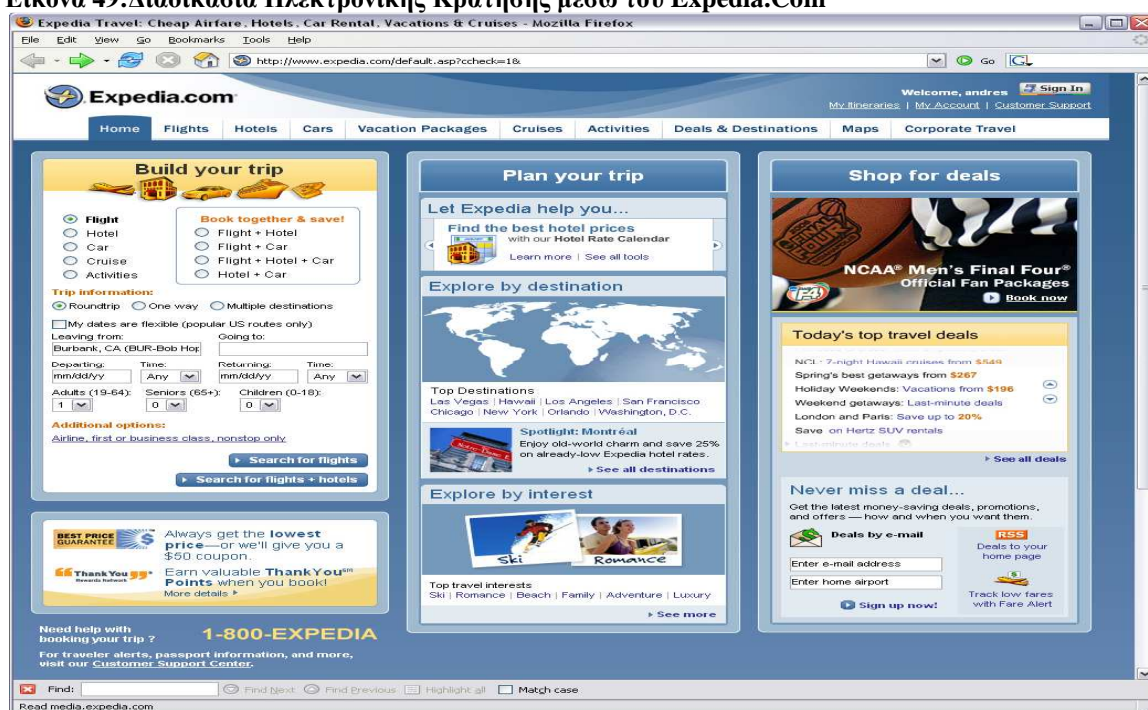 Εικόνα 49:Διαδικασία Ηλεκτρονικής Κράτησης μέσω του Expedia.Com
Expedia Travel: Cheap Airfare, Hotels, Car Rental, Vacations & Cruises - Mozilla Firefox
File Edit View Go Bookmarks Tools Help
http://www.expedia.com/default.asp?ccheck=1&
Go
Expedia.com
Welcome, andres Sign In
My Itineraries | My Account | Customer Support
Home Flights Hotels Cars Vacation Packages Cruises Activities Deals & Destinations Maps Corporate Travel
Build your trip
Flight
Hotel
Car
Cruise
Activities
Book together & save!
Flight + Hotel
Flight + Car
Flight + Hotel + Car
Hotel + Car
Trip information:
Roundtrip One way Multiple destinations
My dates are flexible (popular US routes only)
Leaving from: Going to:
Burbank, CA (BUR-Bob Hop
Departing: Time: Returning: Time:
mm/dd/yy Any mm/dd/yy Any
Adults (19-64): Seniors (65+): Children (0-18):
1 0 0
Additional options:
Airline, first or business class, nonstop only
Search for flights
Search for flights + hotels
BEST PRICE GUARANTEE
Always get the lowest
price—or we'll give you a
$50 coupon.
ThankYou
Rewards Network
Earn valuable ThankYou℠
Points when you book!
More details
Need help with
booking your trip ?
1-800-EXPEDIA
For traveler alerts, passport information, and more,
visit our Customer Support Center.
Plan your trip
Let Expedia help you...
Find the best hotel prices
with our Hotel Rate Calendar
Learn more | See all tools
Explore by destination
Top Destinations
Las Vegas | Hawaii | Los Angeles | San Francisco
Chicago | New York | Orlando | Washington, D.C.
Spotlight: Montréal
Enjoy old-world charm and save 25%
on already-low Expedia hotel rates.
See all destinations
Explore by interest
Ski Romance
Top travel interests
Ski | Romance | Beach | Family | Adventure | Luxury
See more
Shop for deals
NCAA® Men's Final Four®
Official Fan Packages
Book now
Today's top travel deals
NCL: 7-night Hawaii cruises from $549
Spring's best getaways from $267
Holiday Weekends: Vacations from $196
Weekend getaways: Last-minute deals
London and Paris: Save up to 20%
Save on Hertz SUV rentals
Last-minute deals
See all deals
Never miss a deal...
Get the latest money-saving deals, promotions,
and offers — how and when you want them.
Deals by e-mail
Enter e-mail address
Enter home airport
Sign up now!
RSS
Deals to your
home page
Track low fares
with Fare Alert
Find: Find Next Find Previous Highlight all Match case
Read media.expedia.com